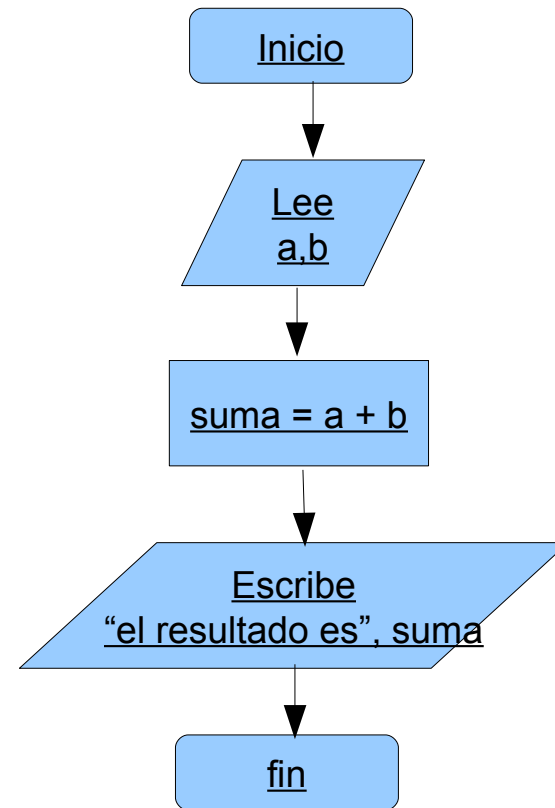 Inicio
Lee
a,b
suma = a + b
Escribe
“el resultado es”, suma
fin